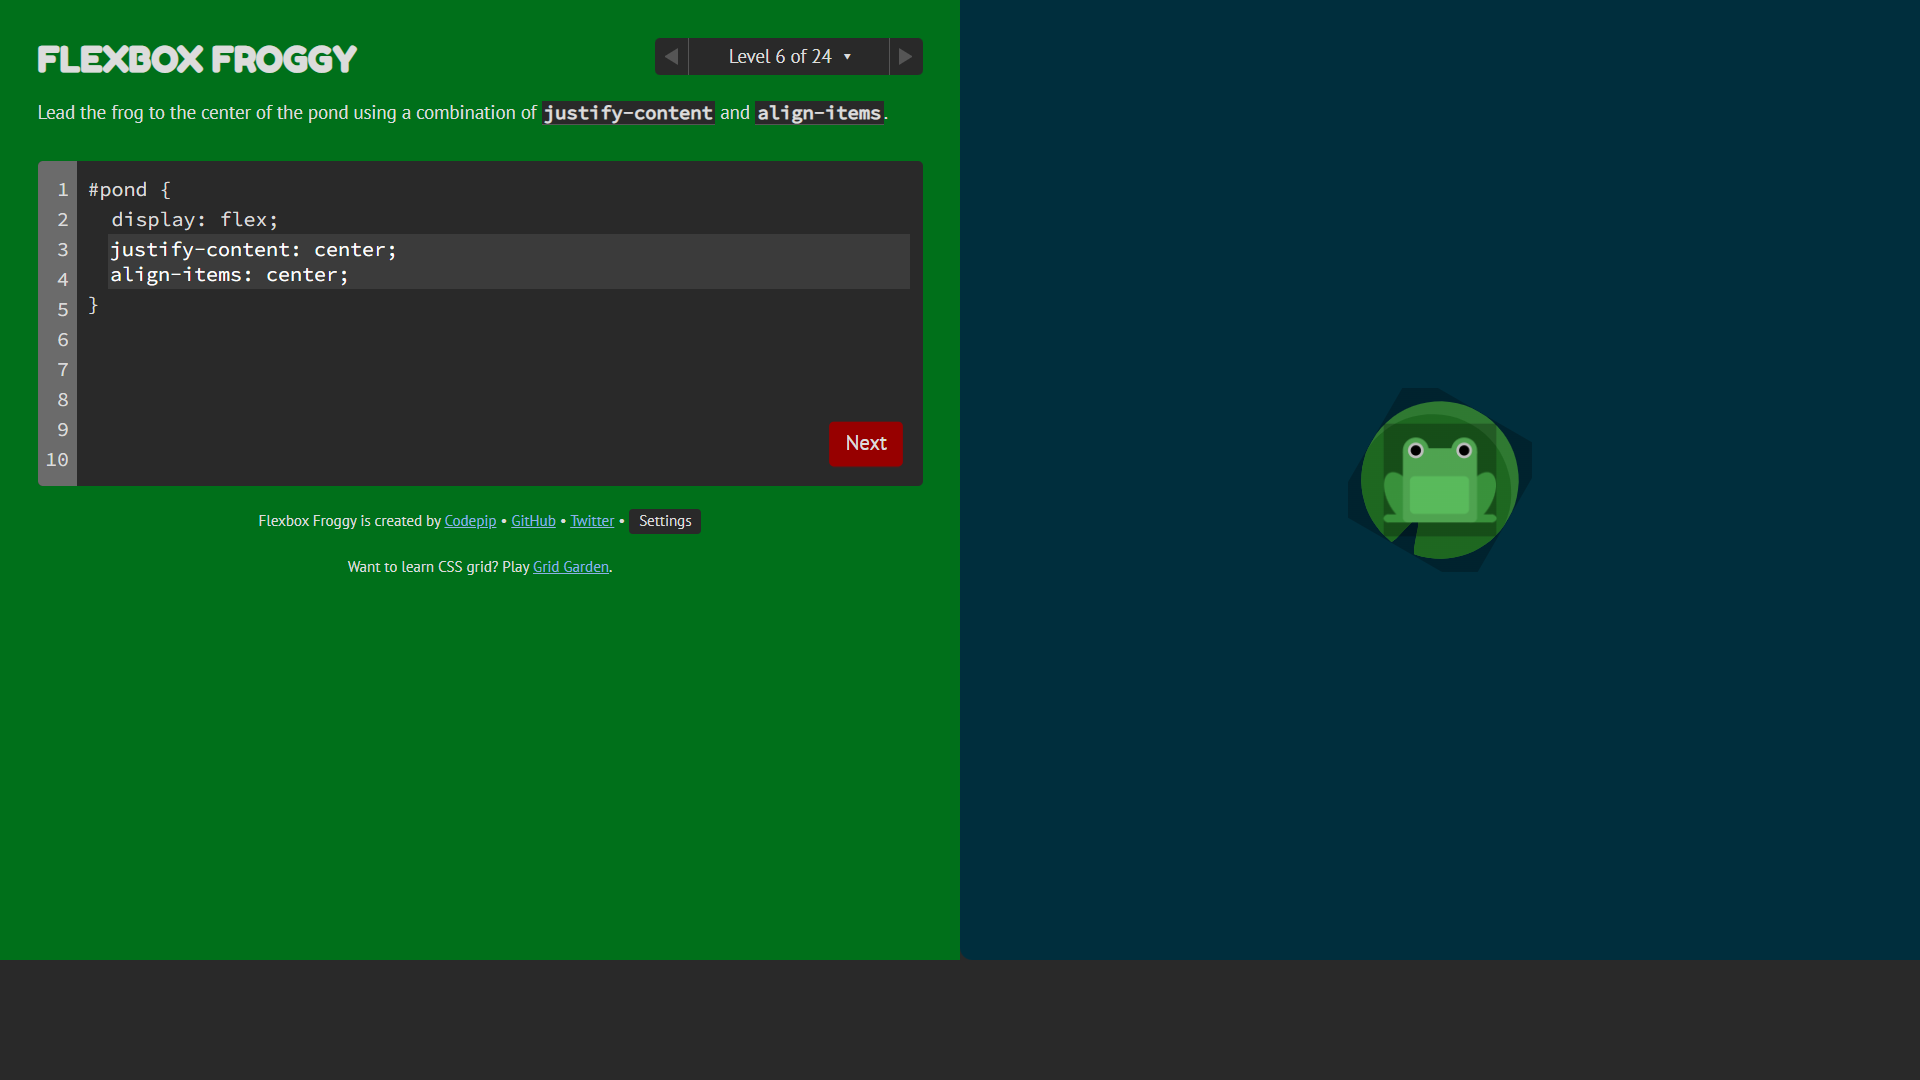 FLEXBOX FROGGY
◀ Level 6 of 24 ▼ ▶
Lead the frog to the center of the pond using a combination of justify-content and align-items.
1 #pond {
2 display: flex;
3 justify-content: center;
4 align-items: center;
5 }
6
7
8
9
10
Next
Flexbox Froggy is created by Codepip • GitHub • Twitter • Settings
Want to learn CSS grid? Play Grid Garden.